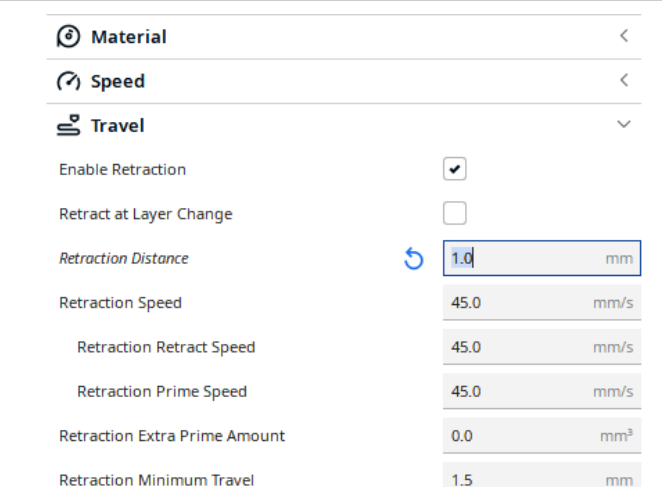 Material
Speed
Travel
Enable Retraction
Retract at Layer Change
Retraction Distance 1.0 mm
Retraction Speed 45.0 mm/s
Retraction Retract Speed 45.0 mm/s
Retraction Prime Speed 45.0 mm/s
Retraction Extra Prime Amount 0.0 mm³
Retraction Minimum Travel 1.5 mm